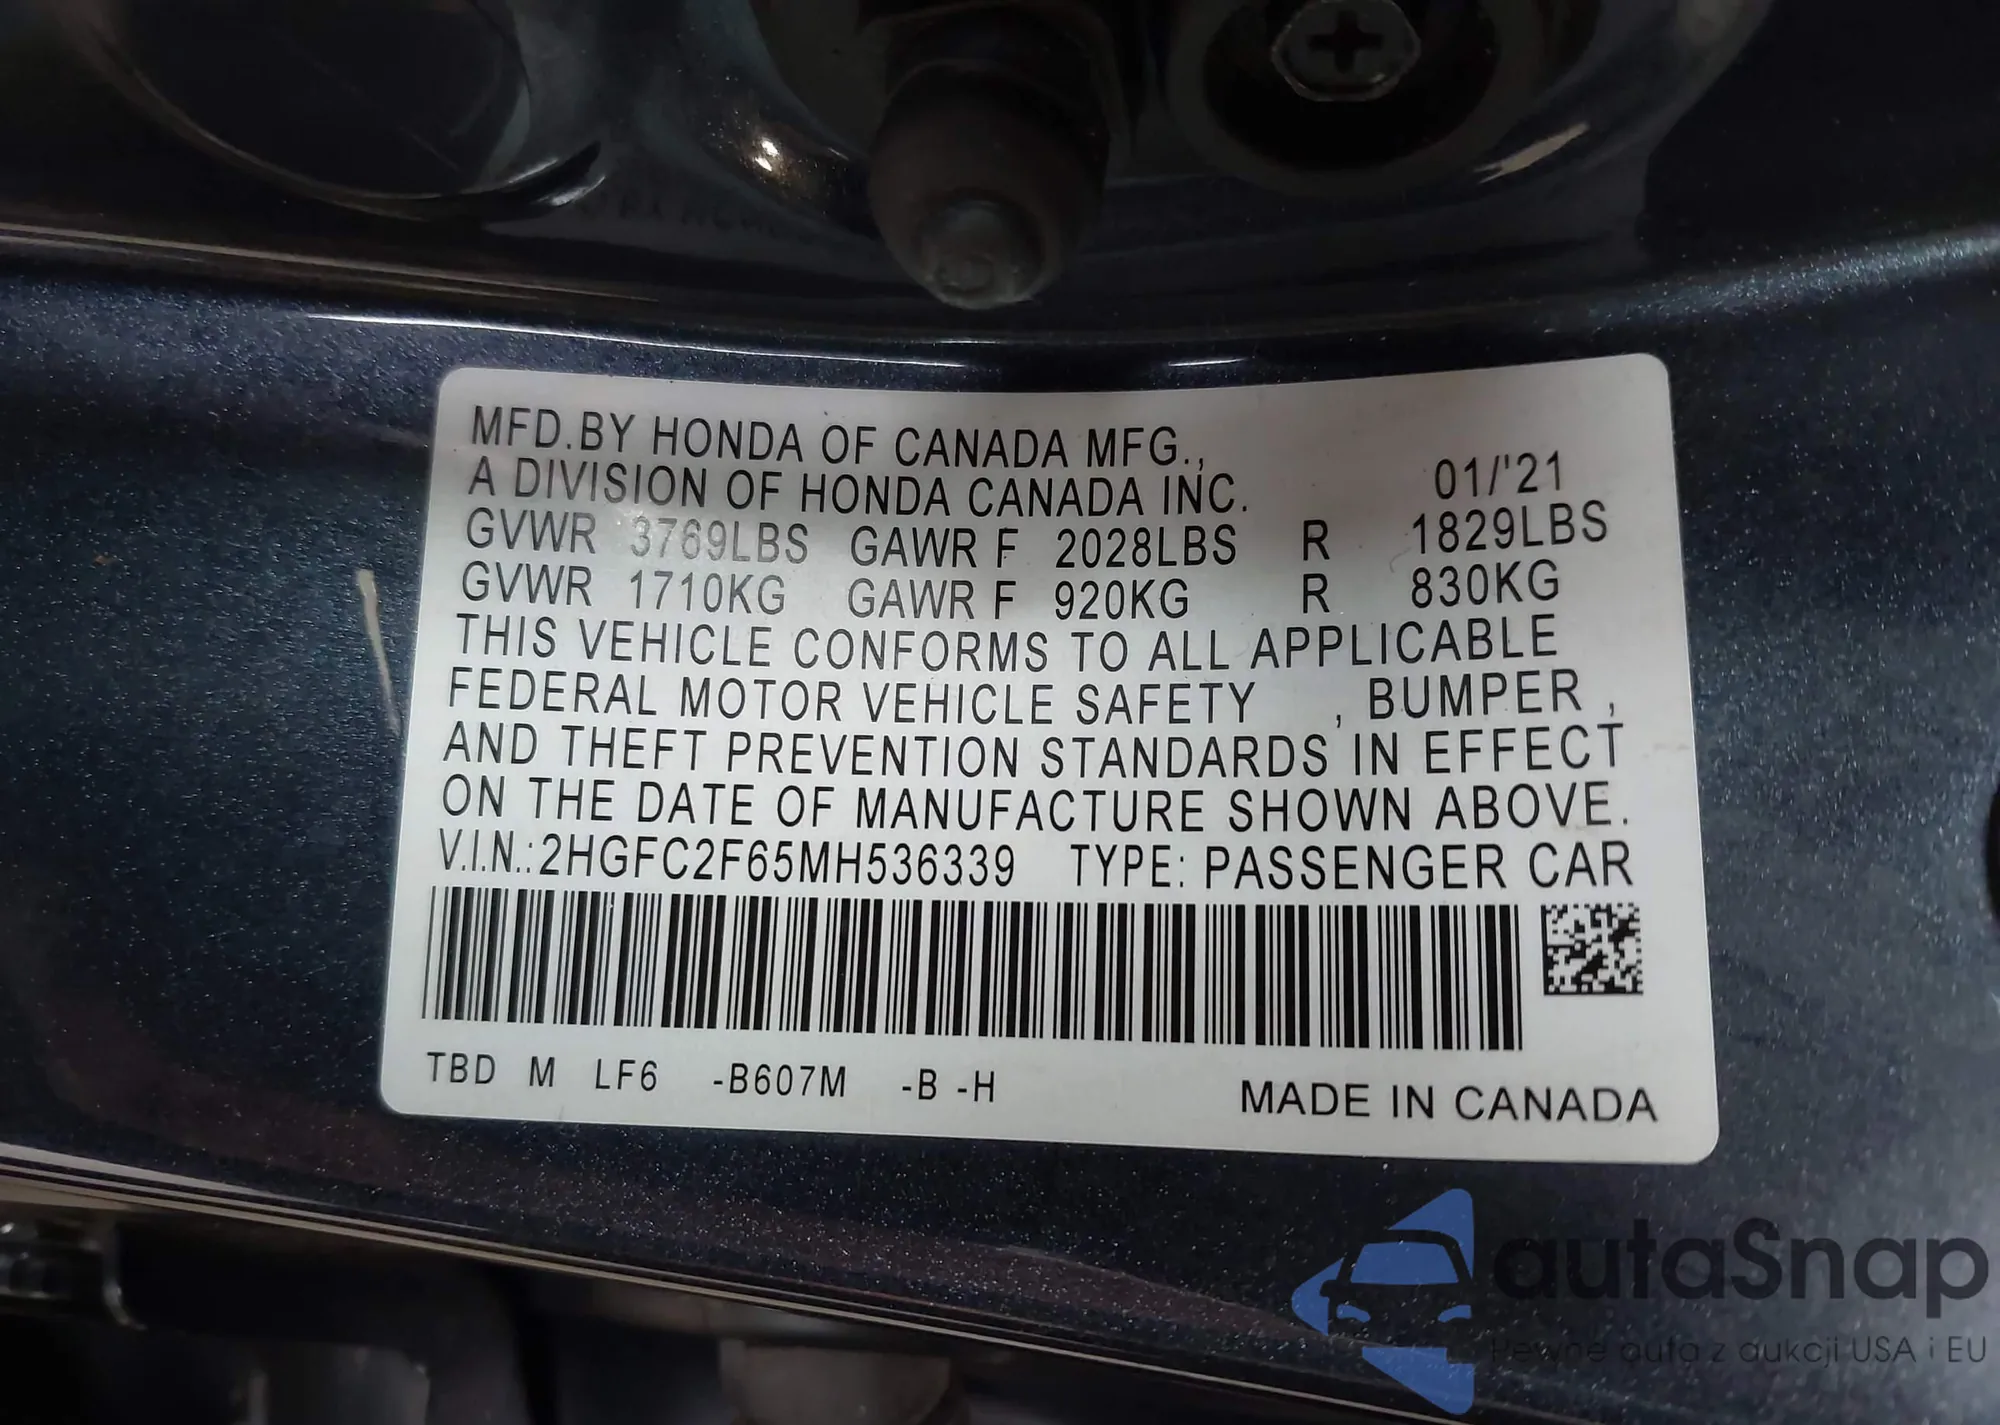 MFD.BY HONDA OF CANADA MFG.,
A DIVISION OF HONDA CANADA INC. 01/'21
GVWR 3769LBS GAWR F 2028LBS R 1829LBS
GVWR 1710KG GAWR F 920KG R 830KG
THIS VEHICLE CONFORMS TO ALL APPLICABLE
FEDERAL MOTOR VEHICLE SAFETY , BUMPER ,
AND THEFT PREVENTION STANDARDS IN EFFECT
ON THE DATE OF MANUFACTURE SHOWN ABOVE.
V.I.N.:2HGFC2F65MH536339 TYPE: PASSENGER CAR
TBD M LF6 -B607M -B -H MADE IN CANADA
autaSnap
Pewne auta z aukcji USA i EU